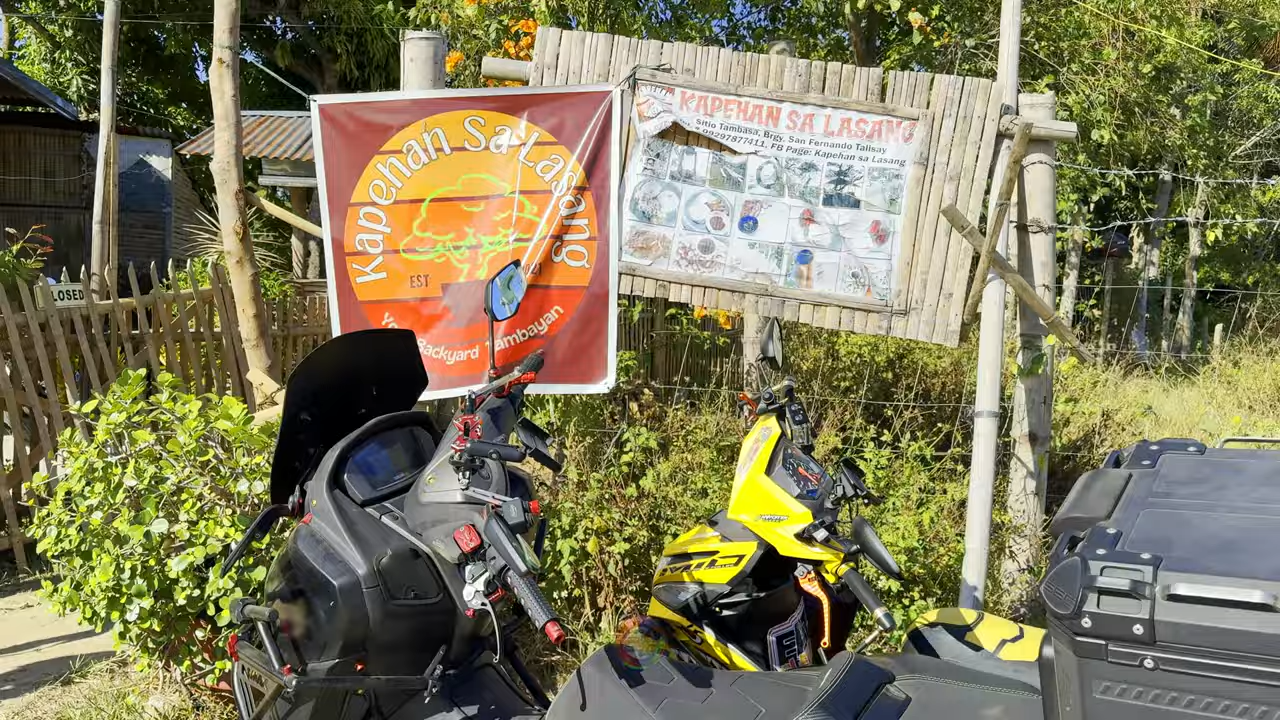 Kapehan Sa Lasang
EST
Backyard Tambayan
KAPEHAN SA LASANG
Sitio Tambasa, Brgy. San Fernando Talisay
99297877411, FB Page: Kapehan sa Lasang
LOSED